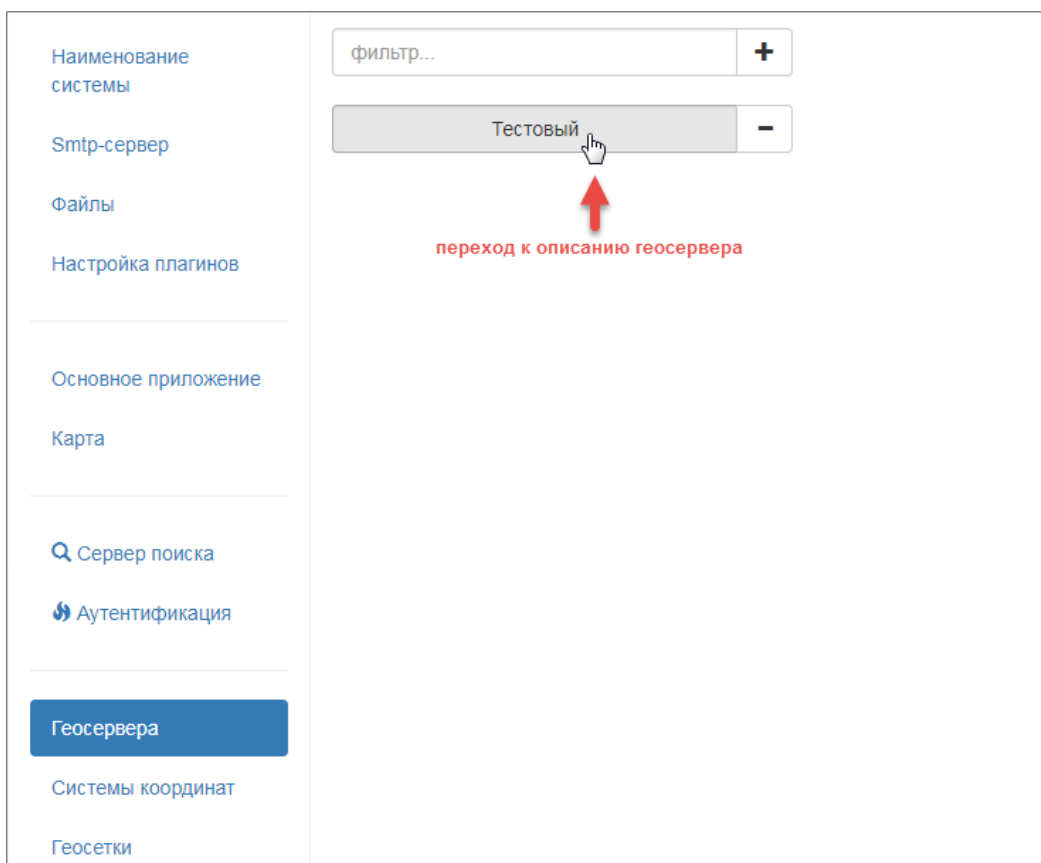 Наименование
системы
Smtp-сервер
Файлы
Настройка плагинов
Основное приложение
Карта
Сервер поиска
Аутентификация
Геосервера
Системы координат
Геосетки
фильтр...
+
Тестовый
-
переход к описанию геосервера